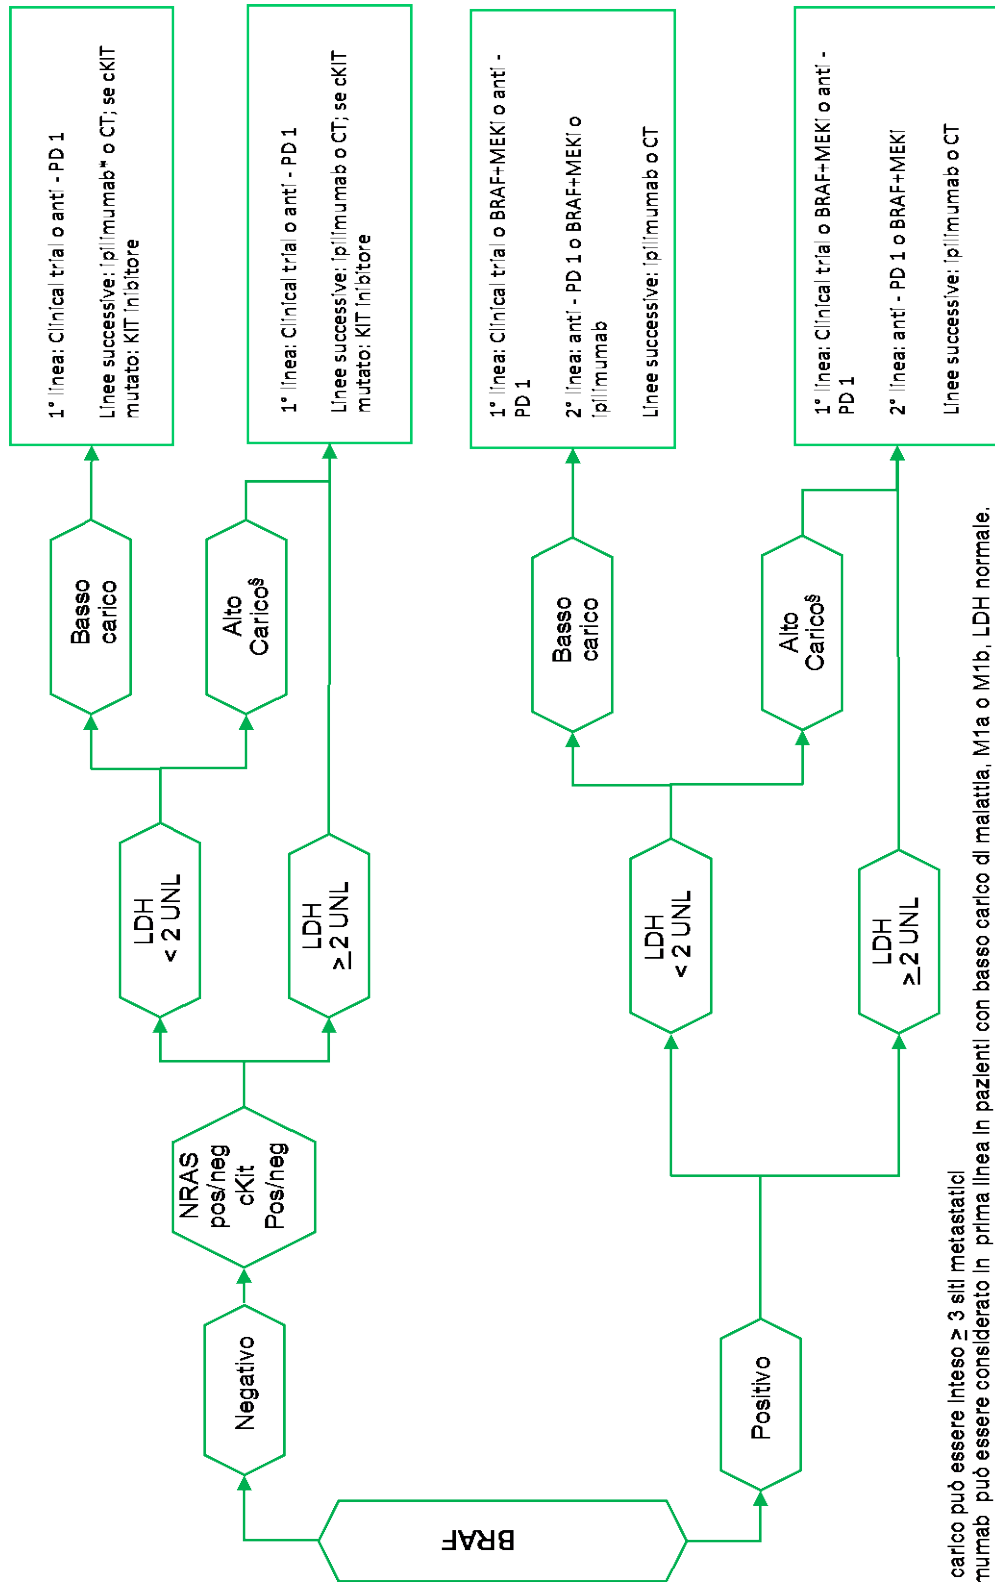 BRAF
Negativo
NRAS
pos/neg
cKit
Pos/neg
LDH
< 2 UNL
Basso
carico
1° linea: Clinical trial o anti - PD 1
Linee successive: ipilimumab* o CT; se cKIT
mutato: KIT inibitore
Alto
Carico§
LDH
≥ 2 UNL
1° linea: Clinical trial o anti - PD 1
Linee successive: ipilimumab o CT; se cKIT
mutato: KIT inibitore
Positivo
LDH
< 2 UNL
Basso
carico
1° linea: Clinical trial o BRAF+MEKi o anti -
PD 1
2° linea: anti - PD 1 o BRAF+MEKi o
ipilimumab
Linee successive: ipilimumab o CT
Alto
Carico§
LDH
≥ 2 UNL
1° linea: Clinical trial o BRAF+MEKi o anti -
PD 1
2° linea: anti - PD 1 o BRAF+MEKi
Linee successive: ipilimumab o CT
carico può essere inteso ≥ 3 siti metastatici
mumab può essere considerato in prima linea in pazienti con basso carico di malattia, M1a o M1b, LDH normale.